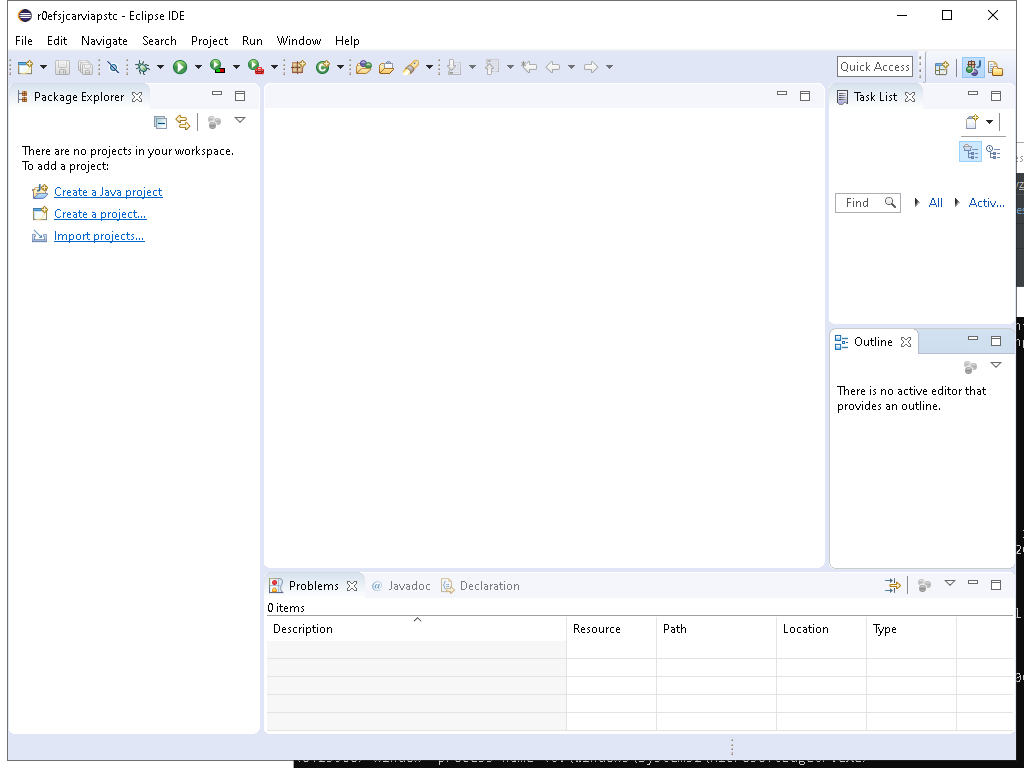 r0efsjcarviapstc - Eclipse IDE
File Edit Navigate Search Project Run Window Help
Quick Access
Package Explorer
Task List
There are no projects in your workspace.
To add a project:
Create a Java project
Create a project...
Import projects...
Find All Activ...
Outline
There is no active editor that
provides an outline.
Problems @ Javadoc Declaration
0 items
Description Resource Path Location Type